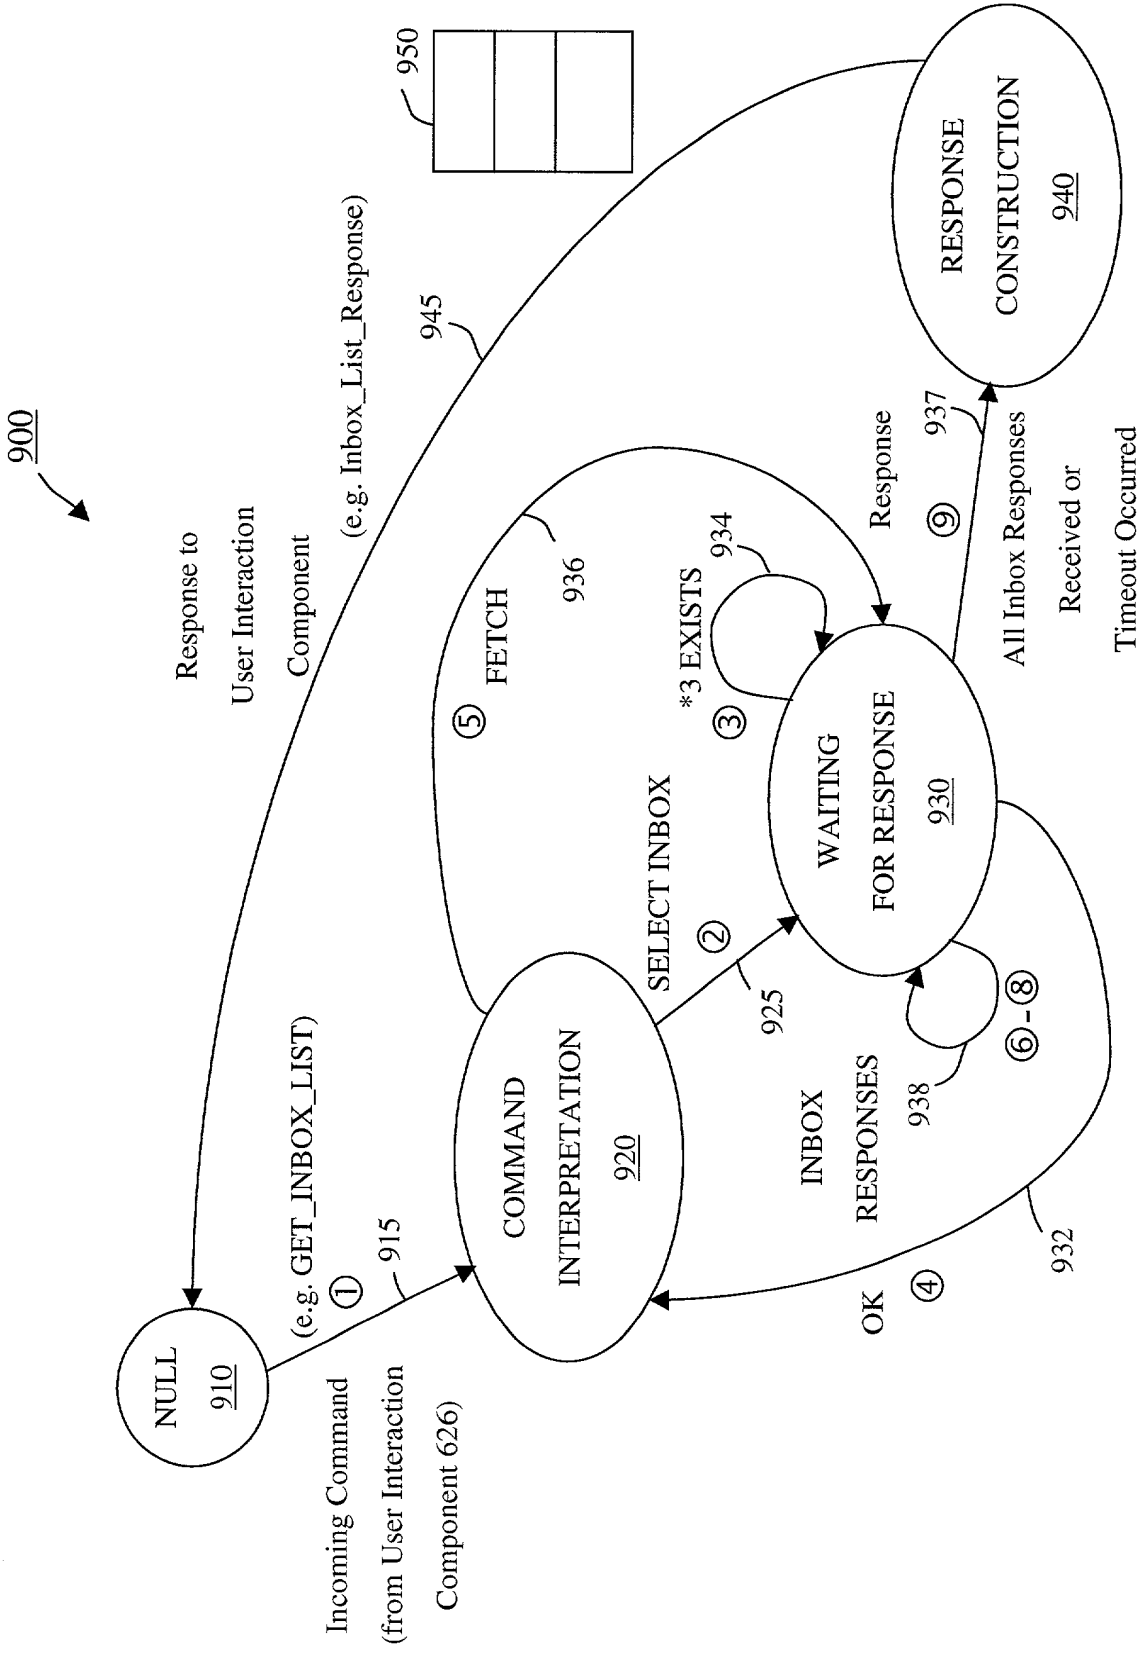 900
Response to
User Interaction
Component
(e.g. Inbox_List_Response)
945
950
NULL
910
(e.g. GET_INBOX_LIST)
①
915
Incoming Command
(from User Interaction
Component 626)
COMMAND
INTERPRETATION
920
⑤
FETCH
936
SELECT INBOX
②
925
*3 EXISTS
③
934
WAITING
FOR RESPONSE
930
INBOX
RESPONSES
938
⑥-⑧
OK
④
932
Response
⑨
937
All Inbox Responses
Received or
Timeout Occurred
RESPONSE
CONSTRUCTION
940